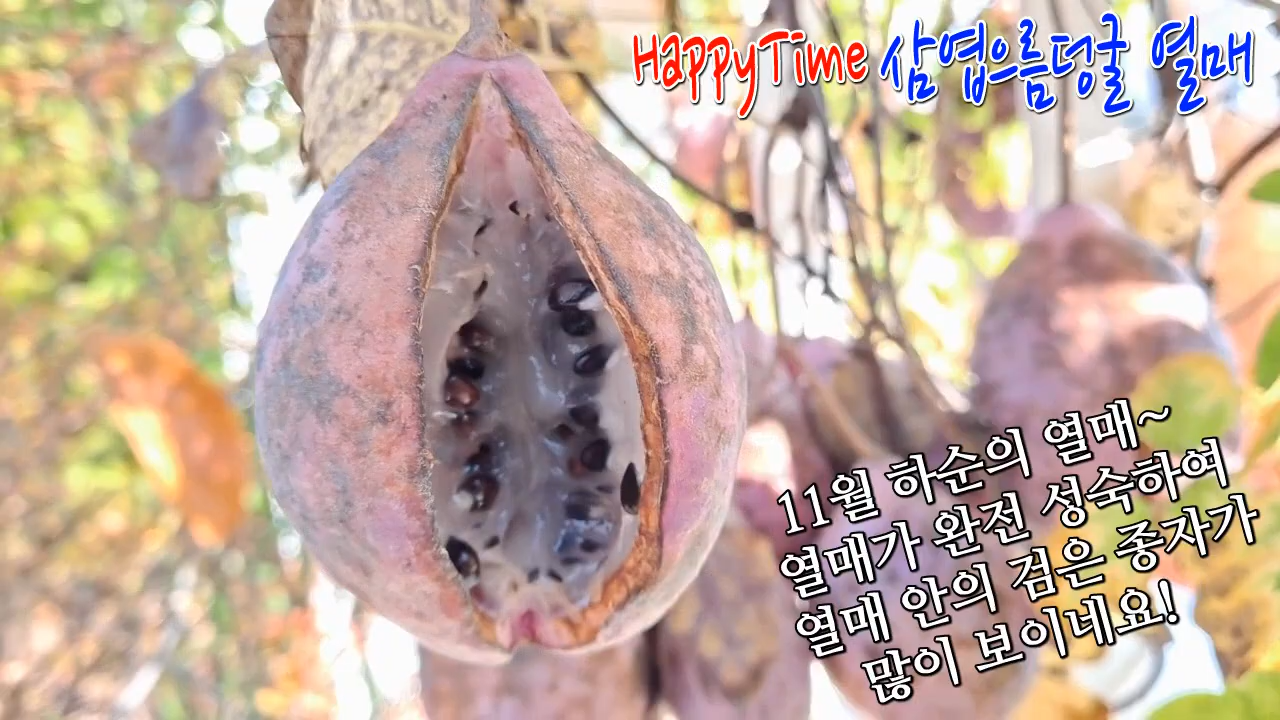 HappyTime 삼엽으름덩굴 열매
11월 하순의 열매~
열매가 완전 성숙하여
열매 안의 검은 종자가
많이 보이네요!